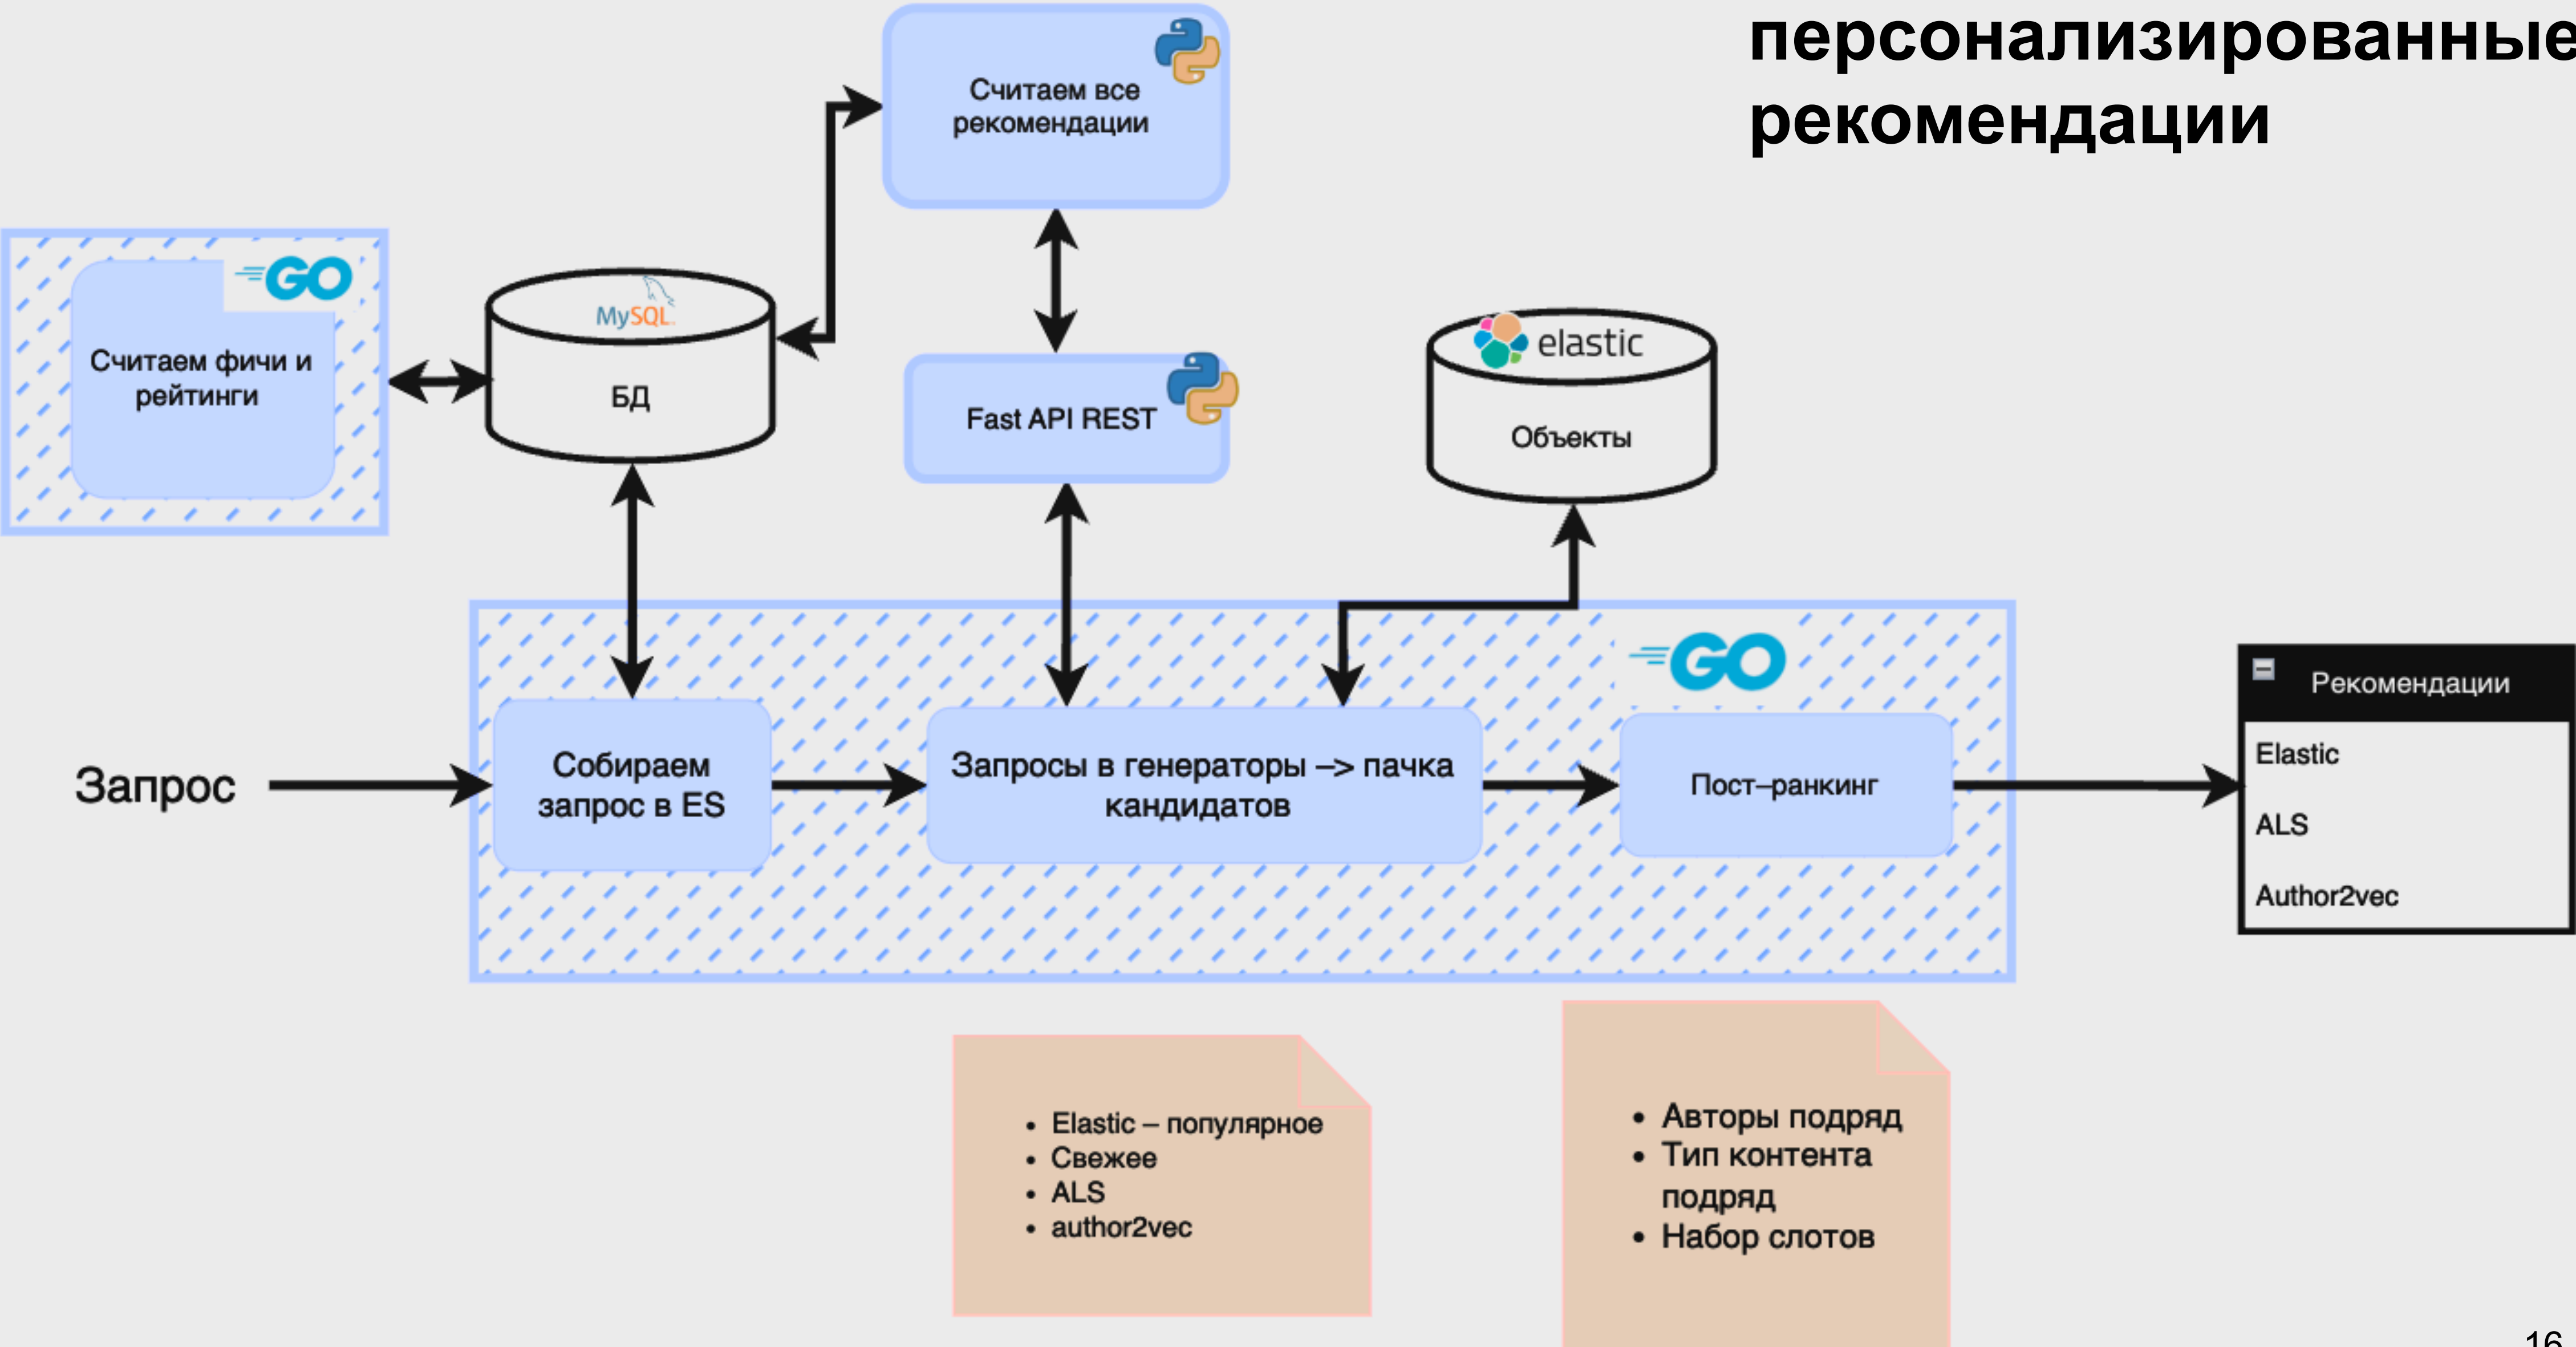 персонализированные
рекомендации
Считаем все
рекомендации
GO
Считаем фичи и
рейтинги
MySQL
БД
Fast API REST
elastic
Объекты
GO
Запрос
Собираем
запрос в ES
Запросы в генераторы –> пачка
кандидатов
Пост–ранкинг
Рекомендации
Elastic
ALS
Author2vec
• Elastic – популярное
• Свежее
• ALS
• author2vec
• Авторы подряд
• Тип контента
подряд
• Набор слотов
16